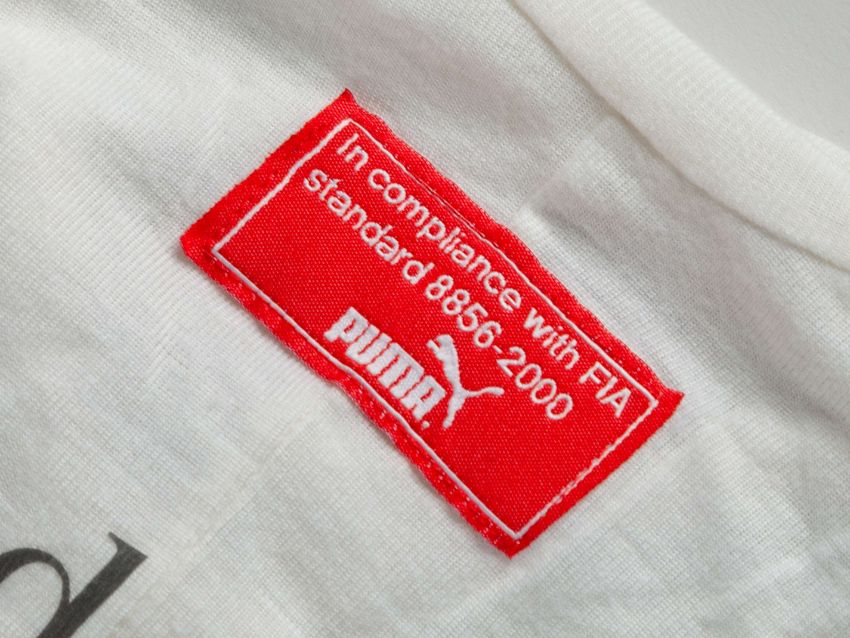 In compliance with FIA
standard 8856-2000
PUMA
d